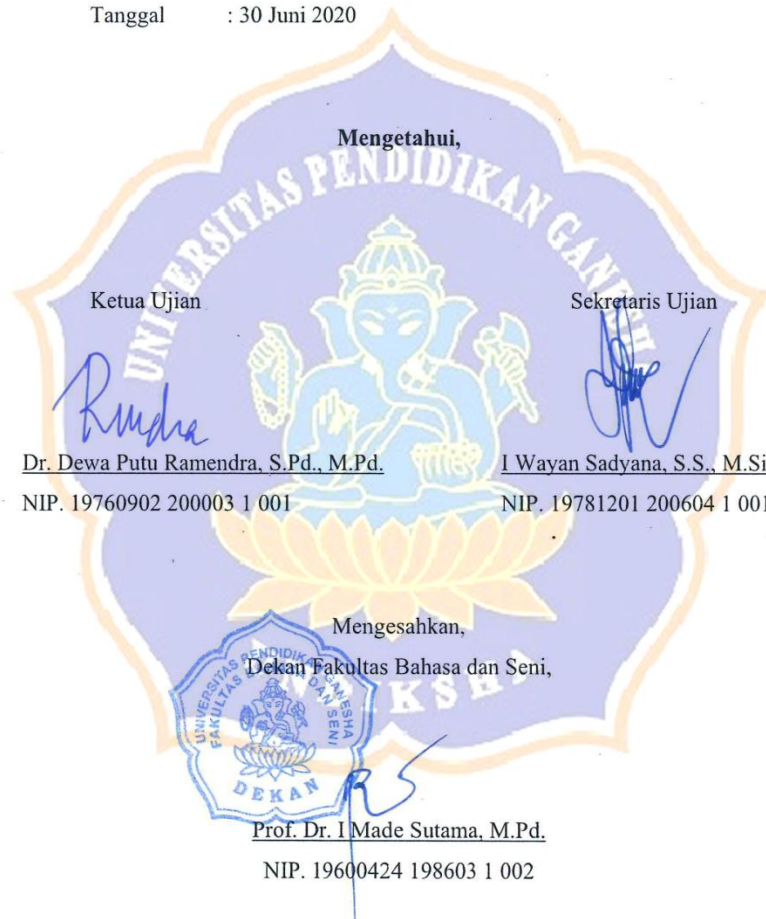 Tanggal : 30 Juni 2020
Mengetahui,
UNIVERSITAS PENDIDIKAN GANESHA
Ketua Ujian
Sekretaris Ujian
Dr. Dewa Putu Ramendra, S.Pd., M.Pd.
I Wayan Sadyana, S.S., M.Si
NIP. 19760902 200003 1 001
NIP. 19781201 200604 1 001
Mengesahkan,
Dekan Fakultas Bahasa dan Seni,
UNIVERSITAS PENDIDIKAN GANESHA
FAKULTAS BAHASA DAN SENI
DEKAN
Prof. Dr. I Made Sutama, M.Pd.
NIP. 19600424 198603 1 002